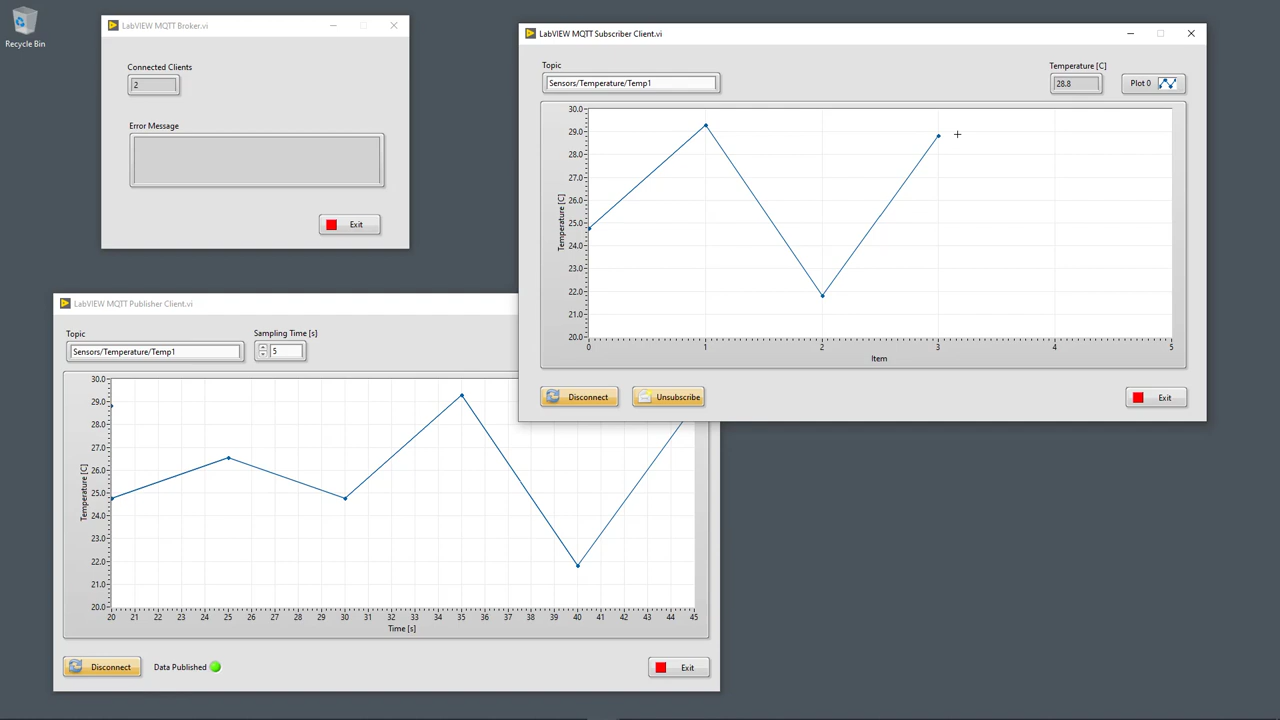 Recycle Bin
LabVIEW MQTT Broker.vi
Connected Clients
2
Error Message
Exit
LabVIEW MQTT Subscriber Client.vi
Topic
Sensors/Temperature/Temp1
Temperature [C]
28.8
Plot 0
30.0
29.0
28.0
27.0
26.0
25.0
24.0
23.0
22.0
21.0
20.0
Temperature [C]
0 1 2 3 4 5
Item
Disconnect
Unsubscribe
Exit
LabVIEW MQTT Publisher Client.vi
Topic
Sensors/Temperature/Temp1
Sampling Time [s]
5
30.0
29.0
28.0
27.0
26.0
25.0
24.0
23.0
22.0
21.0
20.0
Temperature [C]
20 21 22 23 24 25 26 27 28 29 30 31 32 33 34 35 36 37 38 39 40 41 42 43 44 45
Time [s]
Disconnect
Data Published
Exit